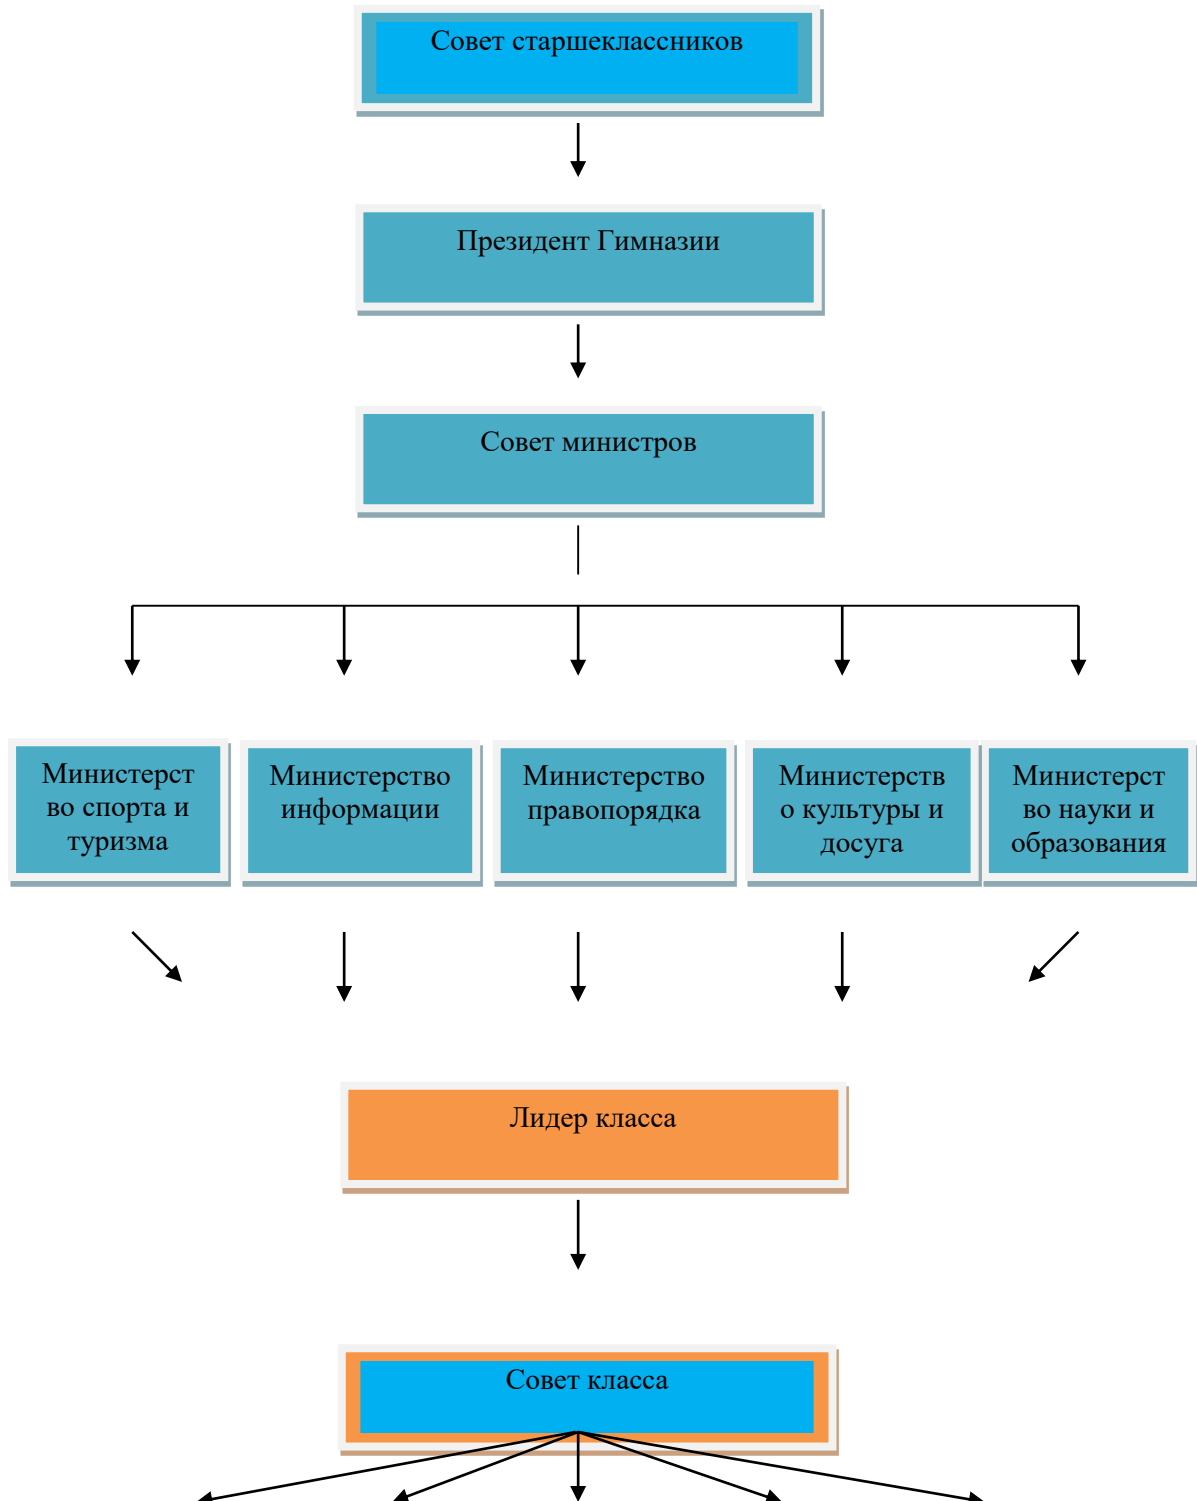 Совет старшеклассников
Президент Гимназии
Совет министров
Министерст
во спорта и
туризма
Министерство
информации
Министерство
правопорядка
Министерств
о культуры и
досуга
Министерст
во науки и
образования
Лидер класса
Совет класса